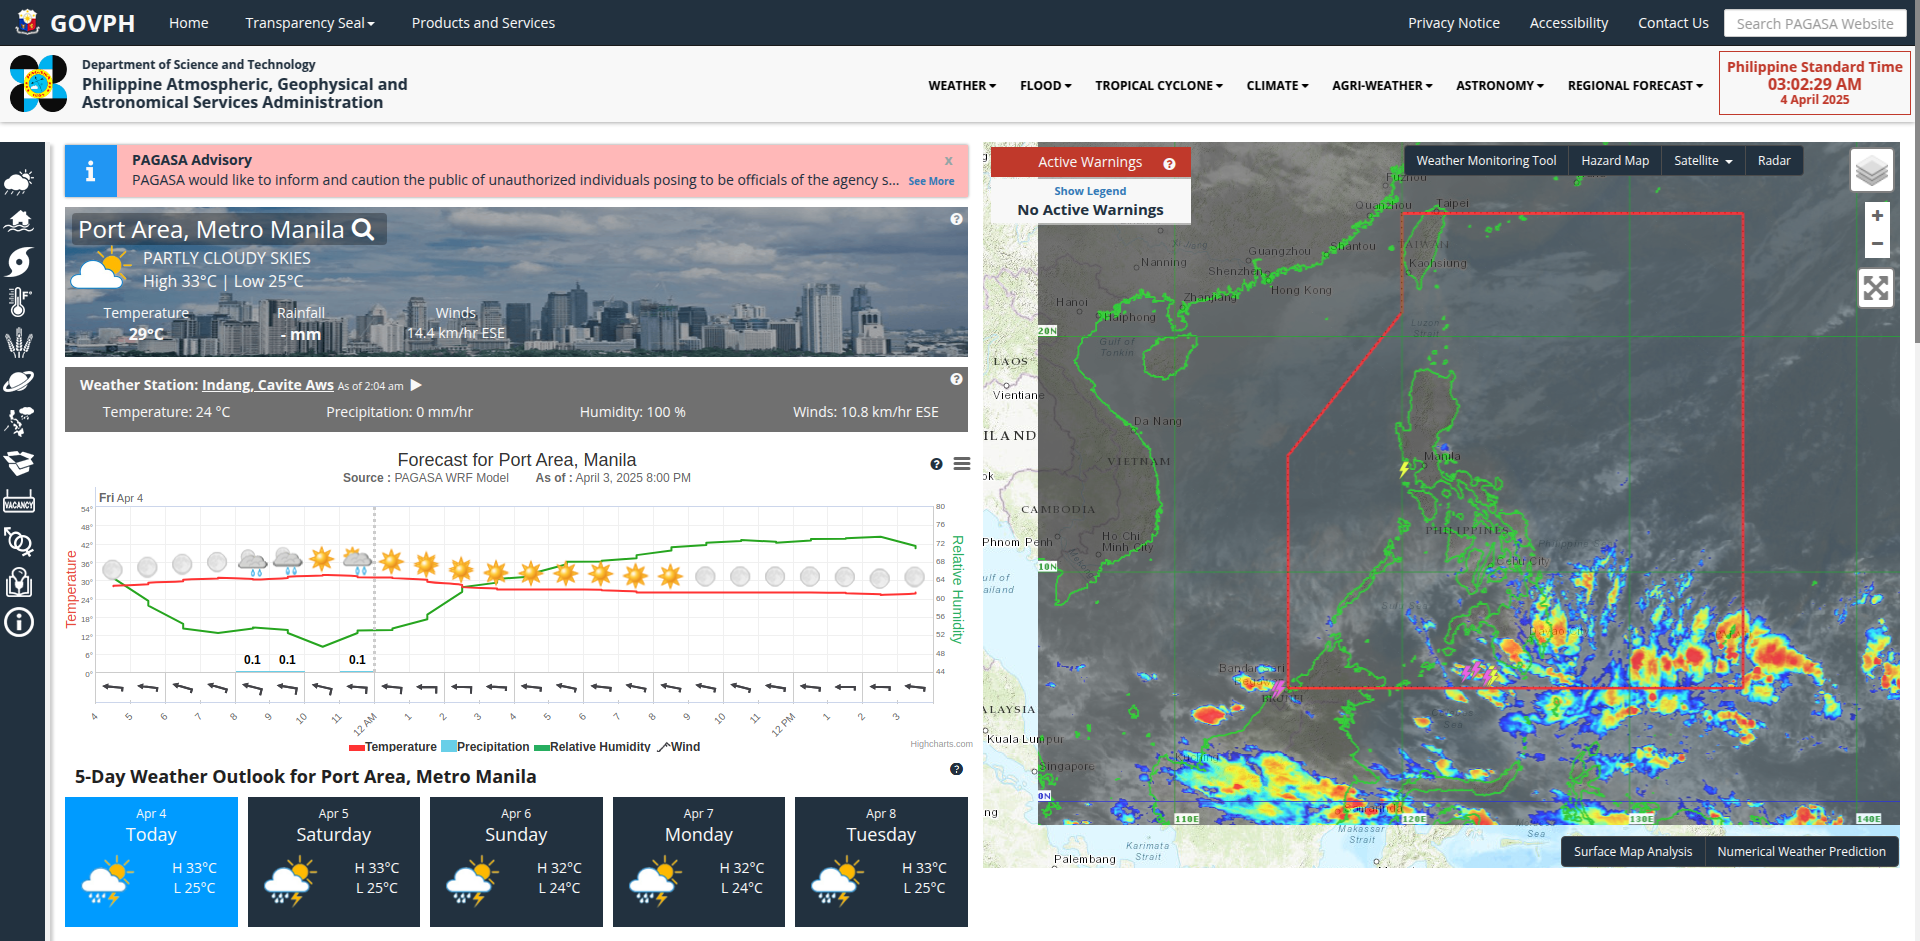 GOVPH
Home
Transparency Seal
Products and Services
Privacy Notice
Accessibility
Contact Us
Search PAGASA Website
Department of Science and Technology
Philippine Atmospheric, Geophysical and
Astronomical Services Administration
WEATHER
FLOOD
TROPICAL CYCLONE
CLIMATE
AGRI-WEATHER
ASTRONOMY
REGIONAL FORECAST
Philippine Standard Time
03:02:29 AM
4 April 2025
VACANCY
PAGASA Advisory
x
PAGASA would like to inform and caution the public of unauthorized individuals posing to be officials of the agency s... See More
Port Area, Metro Manila
PARTLY CLOUDY SKIES
High 33°C | Low 25°C
Temperature
29°C
Rainfall
- mm
Winds
14.4 km/hr ESE
Weather Station: Indang, Cavite Aws As of 2:04 am
Temperature: 24 °C
Precipitation: 0 mm/hr
Humidity: 100 %
Winds: 10.8 km/hr ESE
Forecast for Port Area, Manila
Source : PAGASA WRF Model As of : April 3, 2025 8:00 PM
Fri Apr 4
54°
48°
42°
36°
30°
24°
18°
12°
6°
0°
Temperature
80
76
72
68
64
60
56
52
48
44
Relative Humidity
0.1
0.1
0.1
4
5
6
7
8
9
10
11
12 AM
1
2
3
4
5
6
7
8
9
10
11
12 PM
1
2
3
Temperature
Precipitation
Relative Humidity
Wind
Highcharts.com
5-Day Weather Outlook for Port Area, Metro Manila
Apr 4
Today
H 33°C
L 25°C
Apr 5
Saturday
H 33°C
L 25°C
Apr 6
Sunday
H 32°C
L 24°C
Apr 7
Monday
H 32°C
L 24°C
Apr 8
Tuesday
H 33°C
L 25°C
Active Warnings
Show Legend
No Active Warnings
Weather Monitoring Tool
Hazard Map
Satellite
Radar
+
−
Fuzhou
Quanzhou
Taipei
TAIWAN
Kaohsiung
Shantou
Guangzhou
Shenzhen
Hong Kong
Nanning
Zhanjiang
Hanoi
Haiphong
Gulf of
Tonkin
Luzon
Strait
20N
LAOS
Vientiane
Da Nang
ILAND
VIETNAM
Manila
CAMBODIA
PHILIPPINES
Phnom Penh
Ho Chi
Minh City
Cebu City
10N
ulf of
ailand
Bandar Seri
BRUNEI
ALAYSIA
Kuala Lumpur
Singapore
Kuching
0N
110E
120E
130E
140E
Makassar
Strait
Karimata
Strait
Sea
Palembang
Surface Map Analysis
Numerical Weather Prediction